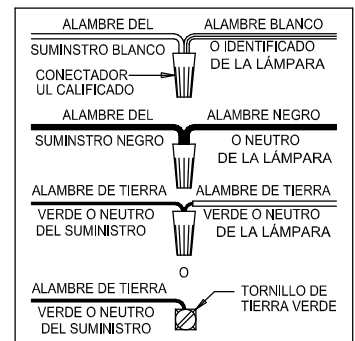 ALAMBRE DEL ALAMBRE BLANCO
SUMINSTRO BLANCO O IDENTIFICADO
DE LA LÁMPARA
CONECTADOR
UL CALIFICADO
ALAMBRE DEL ALAMBRE NEGRO
SUMINSTRO NEGRO O NEUTRO
DE LA LÁMPARA
ALAMBRE DE TIERRA ALAMBRE DE TIERRA
VERDE O NEUTRO VERDE O NEUTRO
DEL SUMINISTRO DE LA LÁMPARA
O
ALAMBRE DE TIERRA TORNILLO DE
TIERRA VERDE
VERDE O NEUTRO
DEL SUMINISTRO